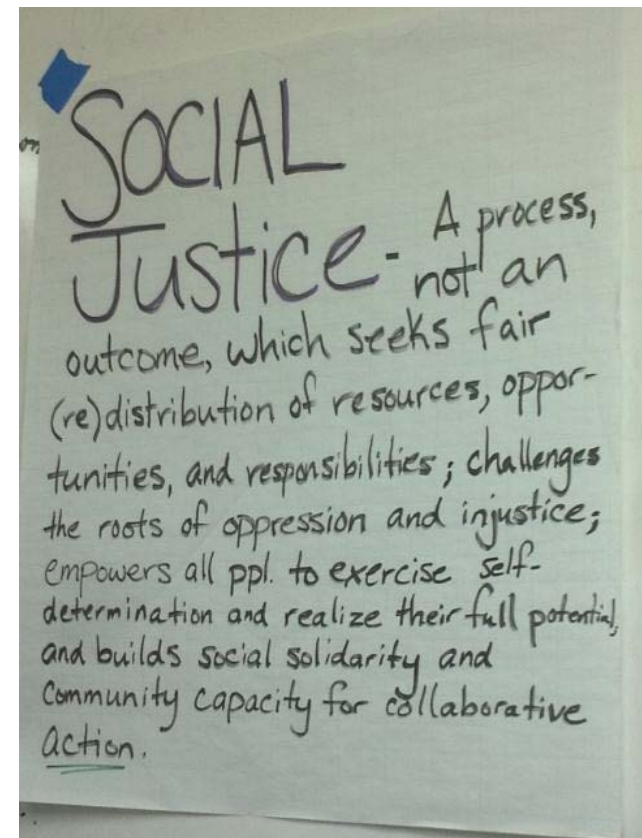 on
SOCIAL
Justice - A process,
not an
outcome, which seeks fair
(re)distribution of resources, oppor-
tunities, and responsibilities; challenges
the roots of oppression and injustice;
empowers all ppl. to exercise self-
determination and realize their full potential,
and builds social solidarity and
Community capacity for collaborative
action.